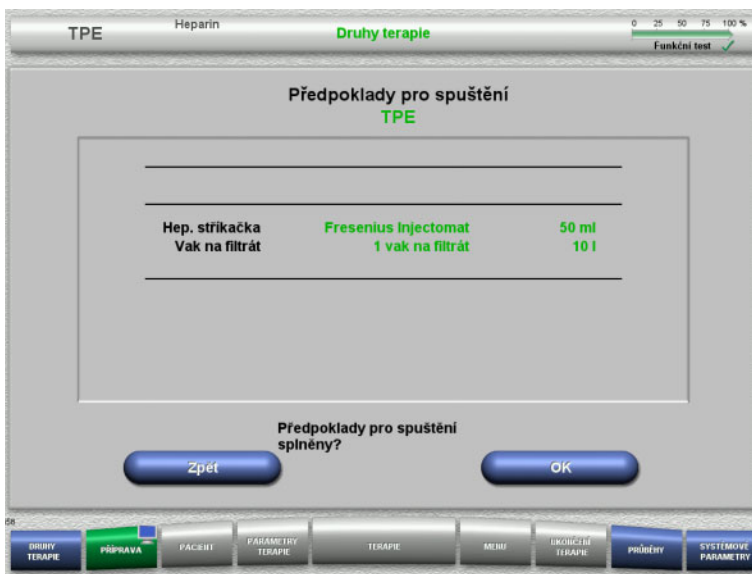 TPE
Heparin
Druhy terapie
0 25 50 75 100 %
Funkční test
Předpoklady pro spuštění
TPE
Hep. stříkačka Fresenius Injectomat 50 ml
Vak na filtrát 1 vak na filtrát 10 l
Předpoklady pro spuštění
splněny?
Zpět OK
58
DRUHY
TERAPIE
PŘÍPRAVA
PACIENT
PARAMETRY
TERAPIE
TERAPIE
MENU
UKONČENÍ
TERAPIE
PRŮBĚHY
SYSTÉMOVÉ
PARAMETRY